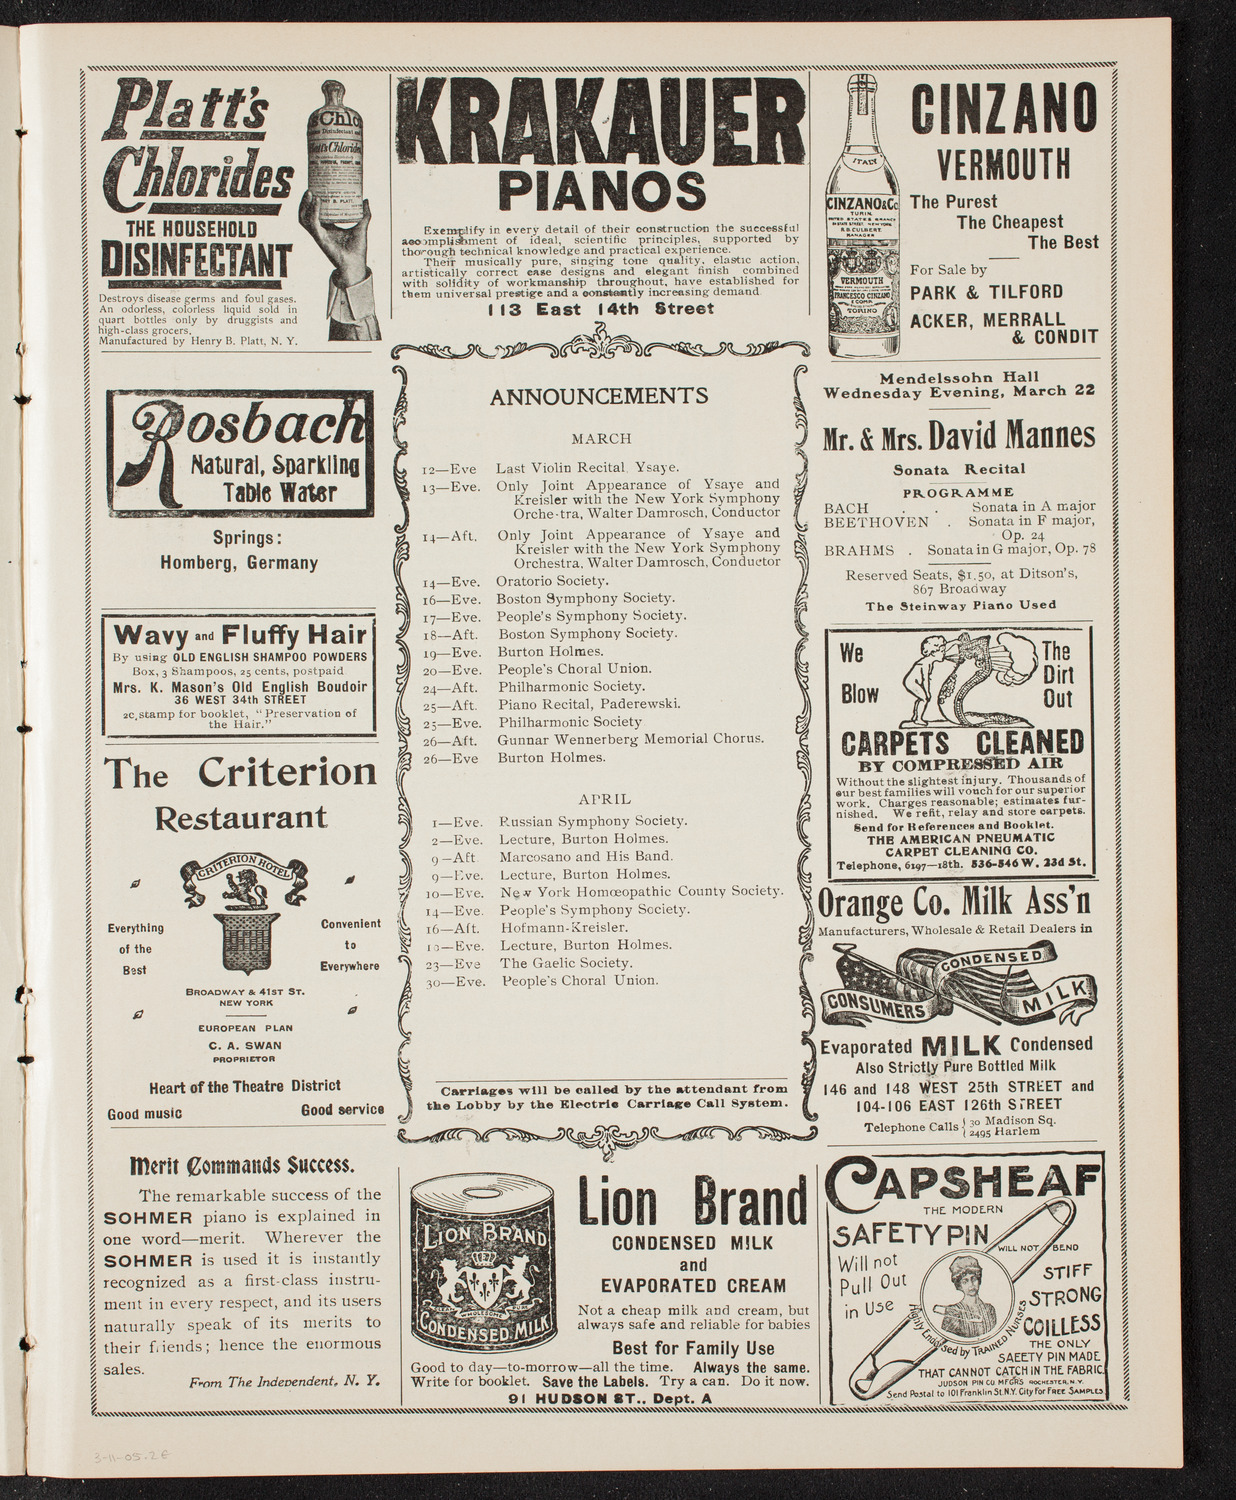 Platt's
Chlorides
THE HOUSEHOLD
DISINFECTANT
Destroys disease germs and foul gases.
An odorless, colorless liquid sold in
quart bottles only by druggists and
high-class grocers,
Manufactured by Henry B. Platt, N. Y.
Rosbach
Natural, Sparkling
Table Water
Springs:
Homberg, Germany
Wavy and Fluffy Hair
By using OLD ENGLISH SHAMPOO POWDERS
Box, 3 Shampoos, 25 cents, postpaid
Mrs. K. Mason's Old English Boudoir
36 WEST 34th STREET
2c. stamp for booklet, "Preservation of
the Hair."
The Criterion
Restaurant
CRITERION HOTEL
Everything
of the
Best
Convenient
to
Everywhere
BROADWAY & 41ST ST.
NEW YORK
EUROPEAN PLAN
C. A. SWAN
PROPRIETOR
Heart of the Theatre District
Good music Good service
Merit Commands Success.
The remarkable success of the
SOHMER piano is explained in
one word—merit. Wherever the
SOHMER is used it is instantly
recognized as a first-class instru-
ment in every respect, and its users
naturally speak of its merits to
their friends; hence the enormous
sales.
From The Independent, N. Y.
KRAKAUER
PIANOS
Exemplify in every detail of their construction the successful
accomplishment of ideal, scientific principles, supported by
thorough technical knowledge and practical experience.
Their musically pure, singing tone quality, elastic action,
artistically correct case designs and elegant finish combined
with solidity of workmanship throughout, have established for
them universal prestige and a constantly increasing demand
113 East 14th Street
ANNOUNCEMENTS
MARCH
12—Eve Last Violin Recital, Ysaye.
13—Eve. Only Joint Appearance of Ysaye and
Kreisler with the New York Symphony
Orche-tra, Walter Damrosch, Conductor
14—Aft. Only Joint Appearance of Ysaye and
Kreisler with the New York Symphony
Orchestra, Walter Damrosch, Conductor
14—Eve. Oratorio Society.
16—Eve. Boston Symphony Society.
17—Eve. People's Symphony Society.
18—Aft. Boston Symphony Society.
19—Eve. Burton Holmes.
20—Eve. People's Choral Union.
24—Aft. Philharmonic Society.
25—Aft. Piano Recital, Paderewski.
25—Eve. Philharmonic Society
26—Aft. Gunnar Wennerberg Memorial Chorus.
26—Eve Burton Holmes.
APRIL
1—Eve. Russian Symphony Society.
2—Eve. Lecture, Burton Holmes.
9—Aft. Marcosano and His Band.
9—Eve. Lecture, Burton Holmes.
10—Eve. New York Homœopathic County Society.
14—Eve. People's Symphony Society.
16—Aft. Hofmann-Kreisler.
—Eve. Lecture, Burton Holmes.
23—Eve The Gaelic Society.
30—Eve. People's Choral Union.
Carriages will be called by the attendant from
the Lobby by the Electric Carriage Call System.
LION BRAND
CONDENSED MILK
Lion Brand
CONDENSED MILK
and
EVAPORATED CREAM
Not a cheap milk and cream, but
always safe and reliable for babies
Best for Family Use
Good to day—to-morrow—all the time. Always the same.
Write for booklet. Save the Labels. Try a can. Do it now.
91 HUDSON ST., Dept. A
CINZANO
VERMOUTH
ITALY
CINZANO & Co
TURIN
VERMOUTH
FRANCESCO CINZANO
TORINO
The Purest
The Cheapest
The Best
For Sale by
PARK & TILFORD
ACKER, MERRALL
& CONDIT
Mendelssohn Hall
Wednesday Evening, March 22
Mr. & Mrs. David Mannes
Sonata Recital
PROGRAMME
BACH . . Sonata in A major
BEETHOVEN . Sonata in F major,
Op. 24
BRAHMS . Sonata in G major, Op. 78
Reserved Seats, $1.50, at Ditson's,
867 Broadway
The Steinway Piano Used
We
Blow
The
Dirt
Out
CARPETS CLEANED
BY COMPRESSED AIR
Without the slightest injury. Thousands of
our best families will vouch for our superior
work. Charges reasonable; estimates fur-
nished. We refit, relay and store carpets.
Send for References and Booklet.
THE AMERICAN PNEUMATIC
CARPET CLEANING CO.
Telephone, 6197—18th. 536-546 W. 23d St.
Orange Co. Milk Ass'n
Manufacturers, Wholesale & Retail Dealers in
CONSUMERS CONDENSED MILK
Evaporated MILK Condensed
Also Strictly Pure Bottled Milk
146 and 148 WEST 25th STREET and
104-106 EAST 126th STREET
Telephone Calls { 30 Madison Sq.
2495 Harlem
CAPSHEAF
THE MODERN
SAFETY PIN
WILL NOT BEND
Will not
Pull Out
in Use
STIFF
STRONG
COILLESS
Highly Endorsed by TRAINED NURSES
THE ONLY
SAFETY PIN MADE
THAT CANNOT CATCH IN THE FABRIC.
JUDSON PIN CO MFGRS ROCHESTER, N.Y.
Send Postal to 101 Franklin St. N.Y. City for FREE SAMPLES
3-11-05.2E